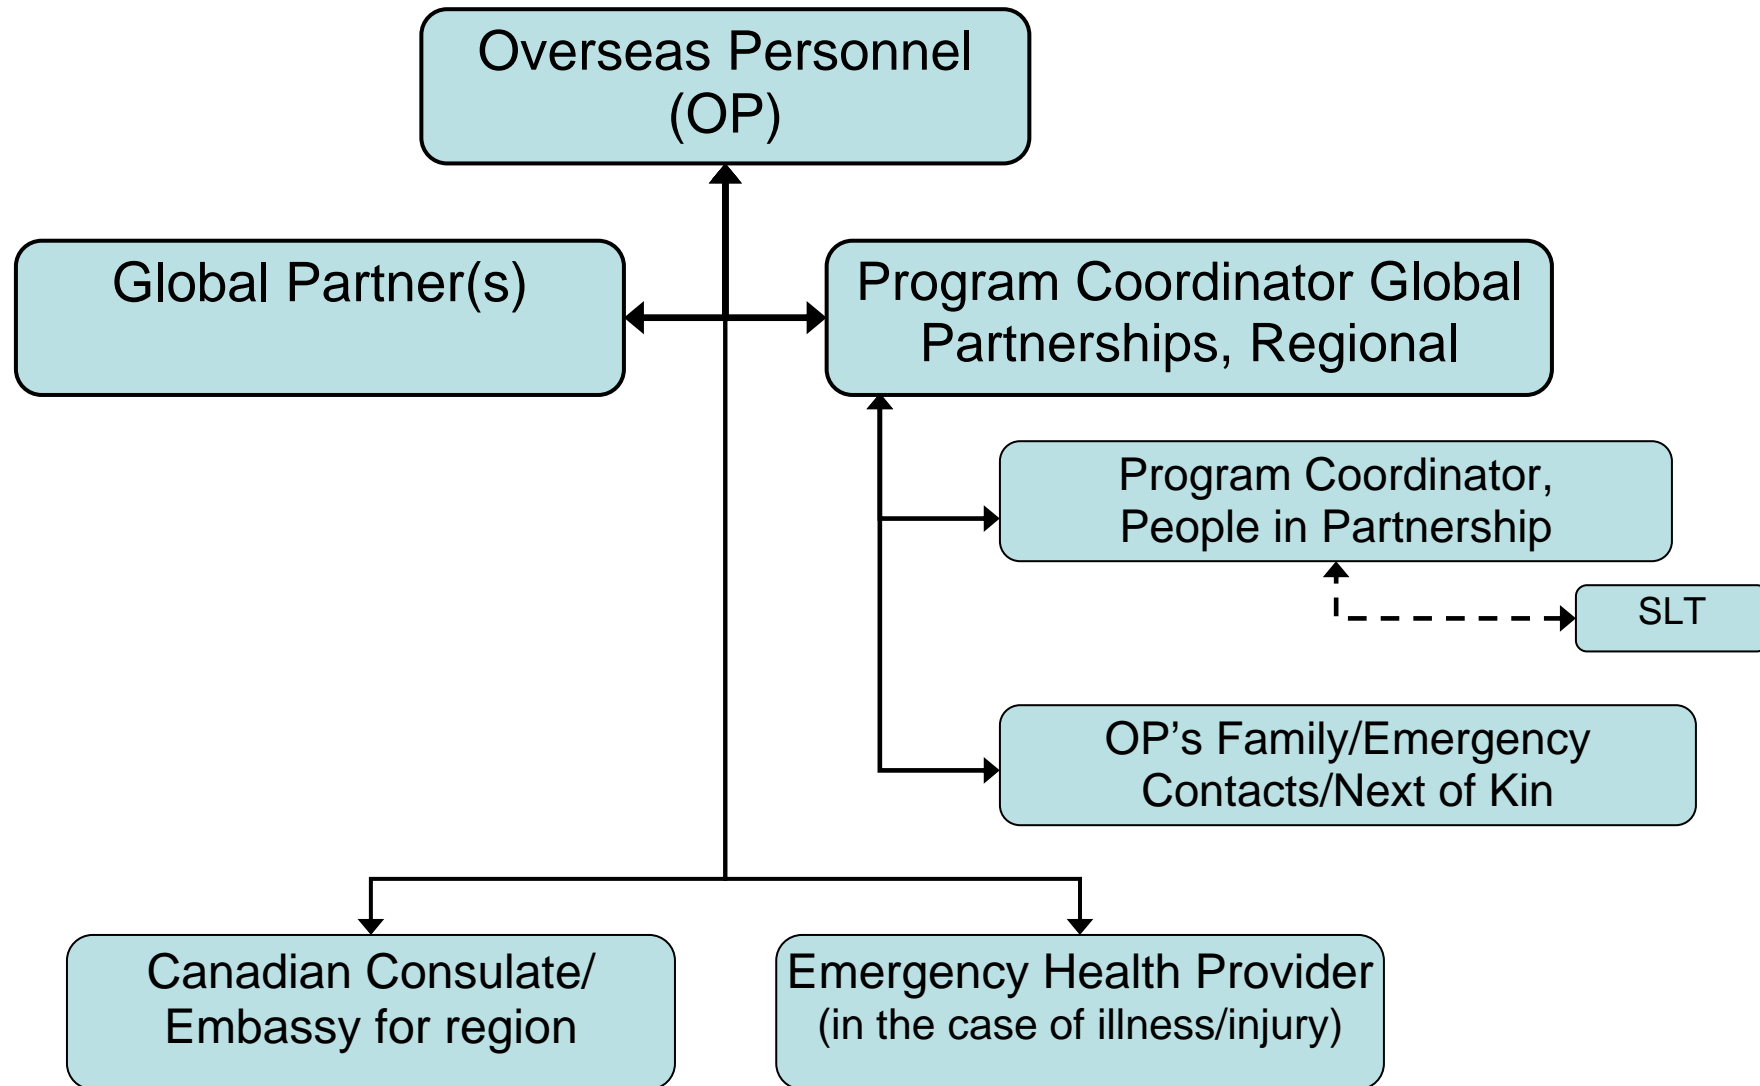 Overseas Personnel
(OP)
Global Partner(s)
Program Coordinator Global
Partnerships, Regional
Program Coordinator,
People in Partnership
SLT
OP’s Family/Emergency
Contacts/Next of Kin
Canadian Consulate/
Embassy for region
Emergency Health Provider
(in the case of illness/injury)